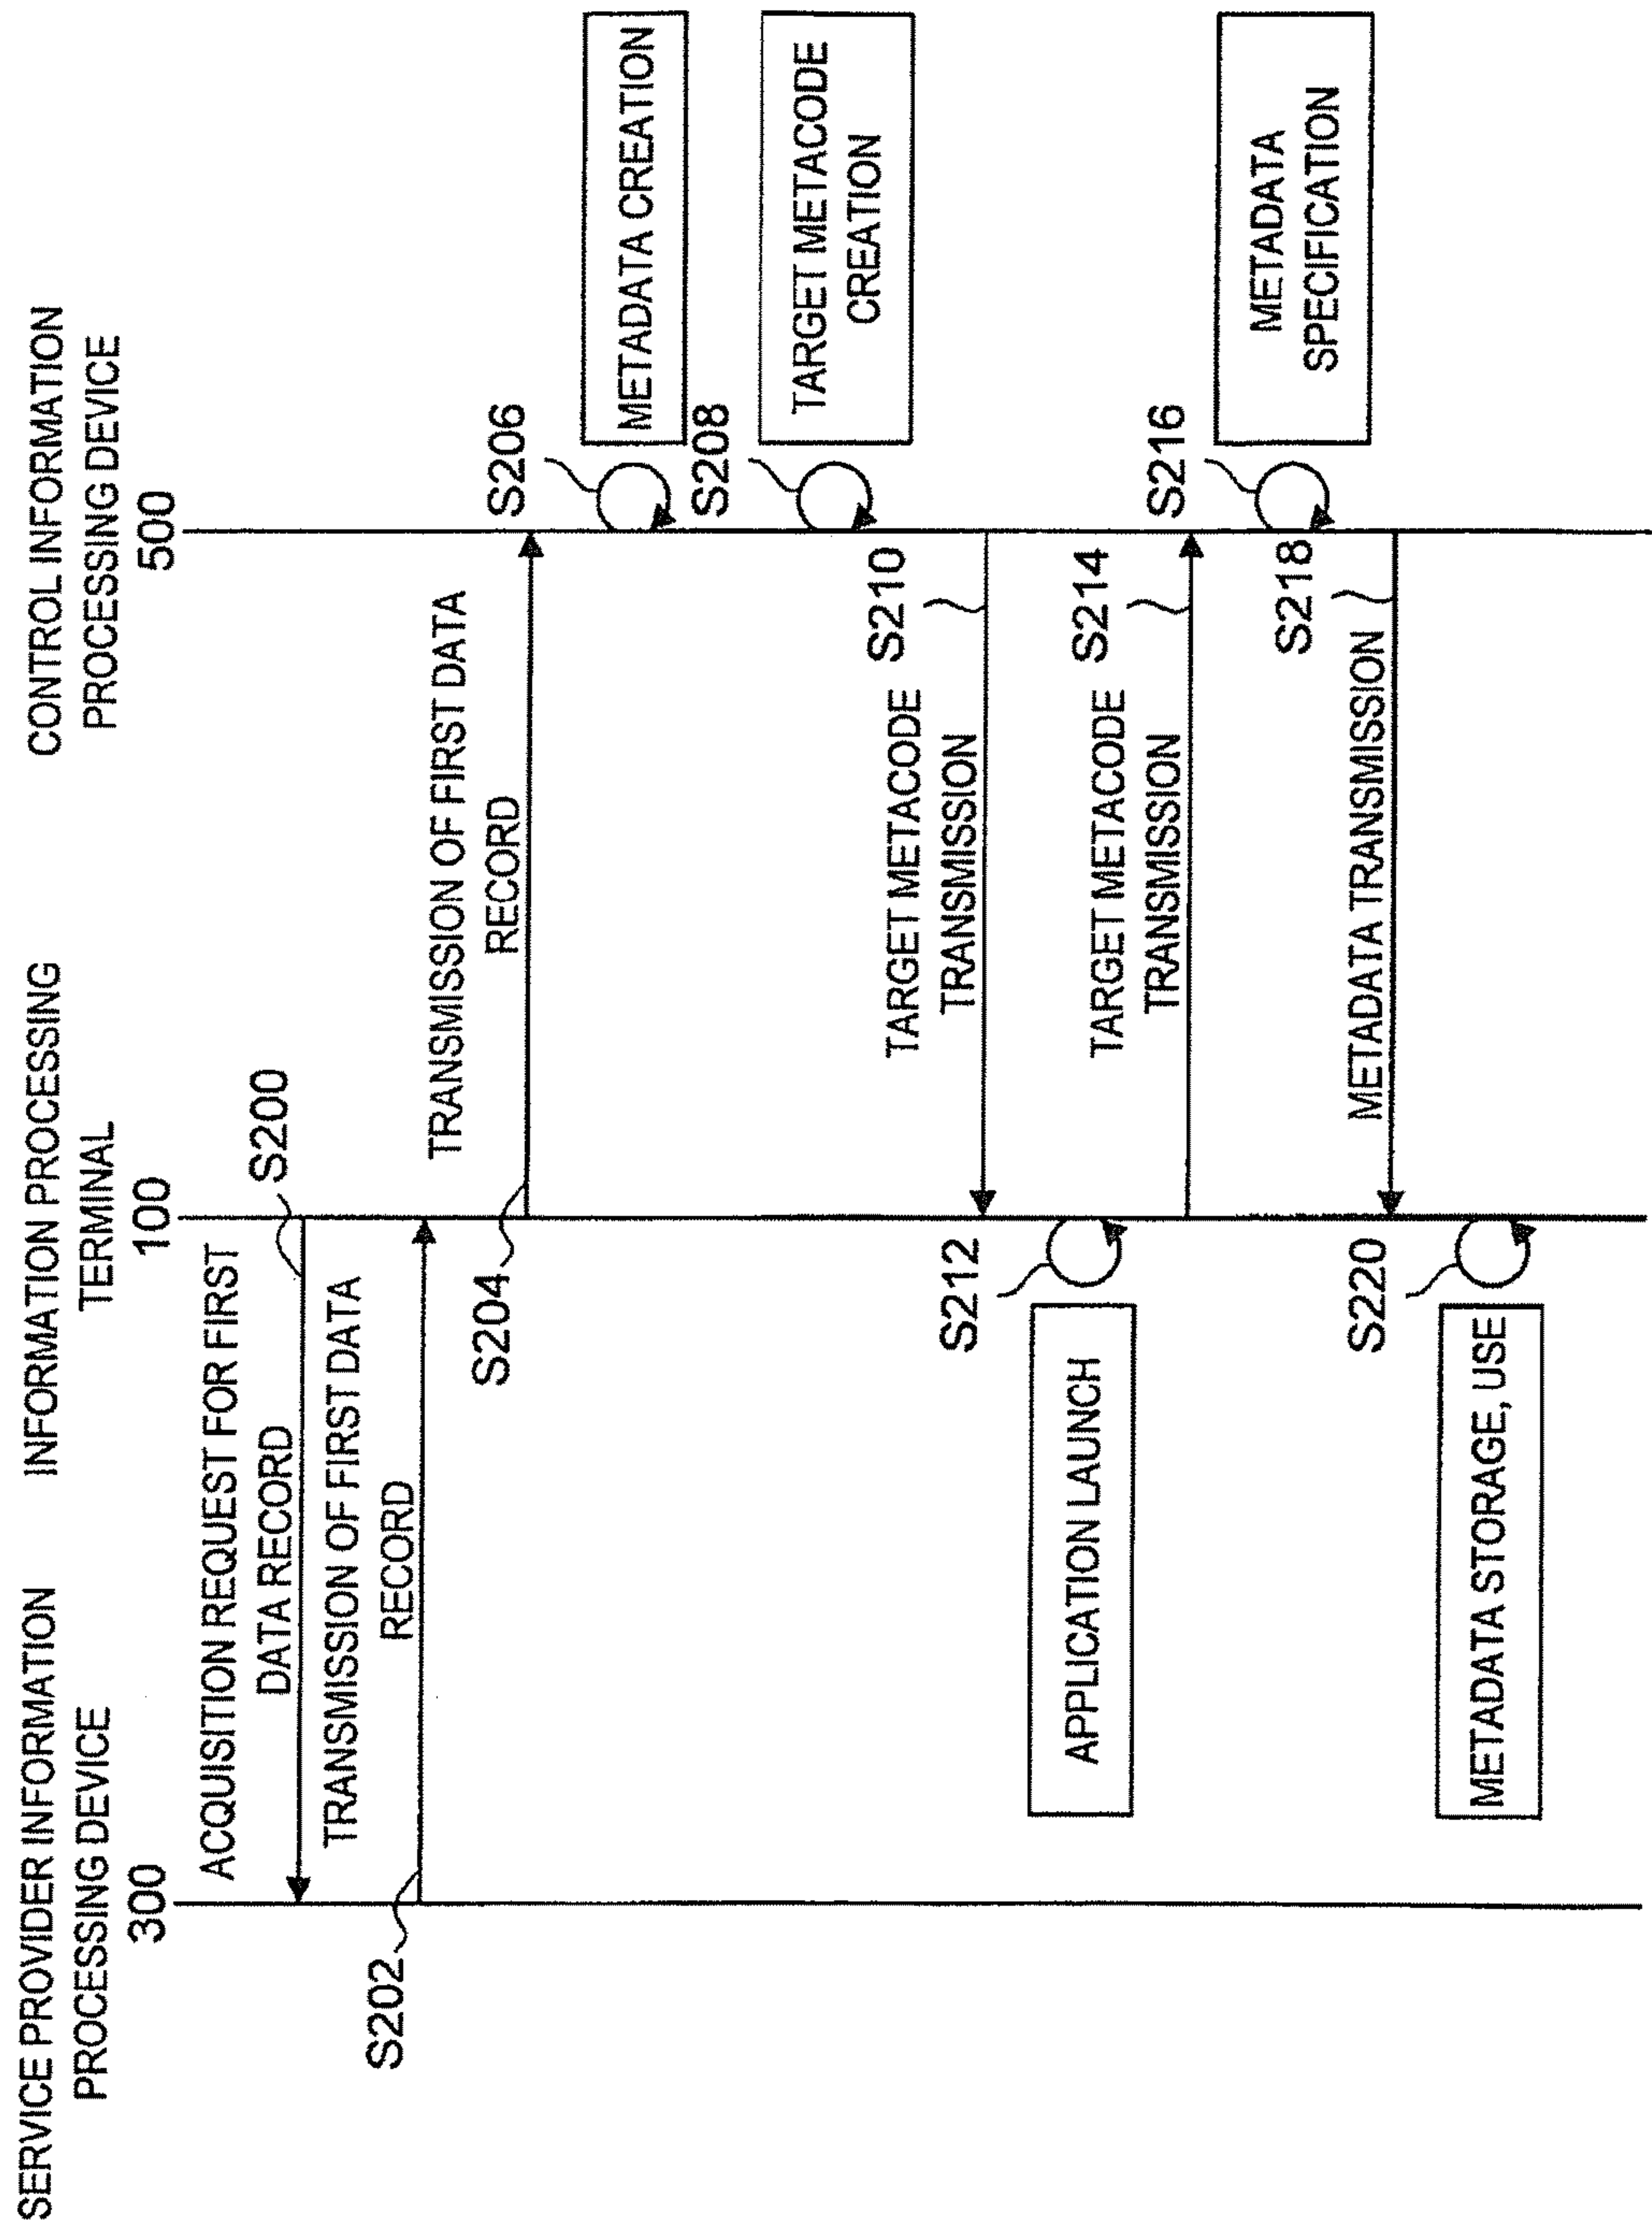 SERVICE PROVIDER INFORMATION
PROCESSING DEVICE
300
INFORMATION PROCESSING
TERMINAL
100
CONTROL INFORMATION
PROCESSING DEVICE
500
ACQUISITION REQUEST FOR FIRST
DATA RECORD
S200
TRANSMISSION OF FIRST DATA
RECORD
S202
TRANSMISSION OF FIRST DATA
RECORD
S204
S206
METADATA CREATION
S208
TARGET METACODE
CREATION
TARGET METACODE
TRANSMISSION
S210
S212
APPLICATION LAUNCH
TARGET METACODE
TRANSMISSION
S214
S216
METADATA
SPECIFICATION
METADATA TRANSMISSION
S218
S220
METADATA STORAGE, USE